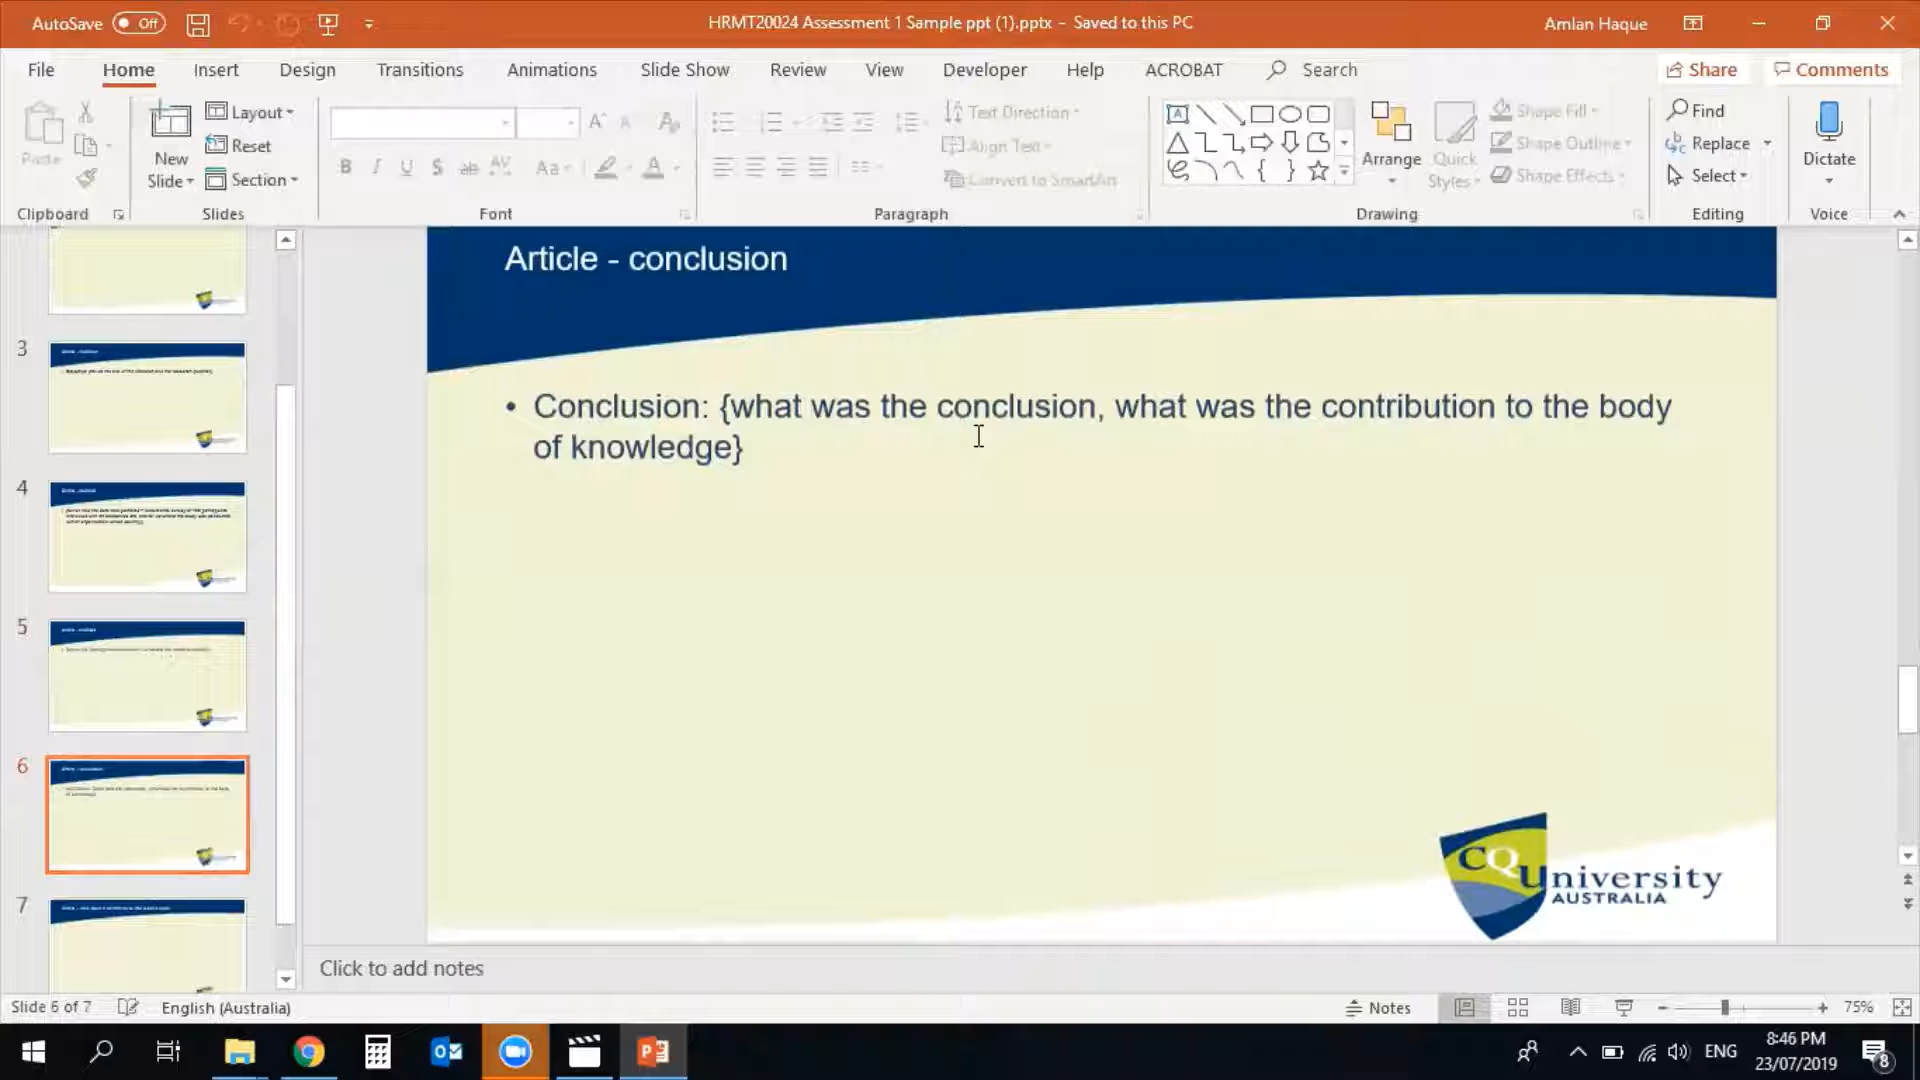 AutoSave Off HRMT20024 Assessment 1 Sample ppt (1).pptx - Saved to this PC Amlan Haque
File Home Insert Design Transitions Animations Slide Show Review View Developer Help ACROBAT Search Share Comments
Paste
New Slide
Layout
Reset
Section
Text Direction
Align Text
Convert to SmartArt
Arrange
Quick Styles
Shape Fill
Shape Outline
Shape Effects
Find
Replace
Select
Dictate
Clipboard Slides Font Paragraph Drawing Editing Voice
3
4
5
6
7
Article - conclusion
• Conclusion: {what was the conclusion, what was the contribution to the body
of knowledge}
CQUniversity
AUSTRALIA
Click to add notes
Slide 6 of 7 English (Australia) Notes 75%
ENG
8:46 PM
23/07/2019
8